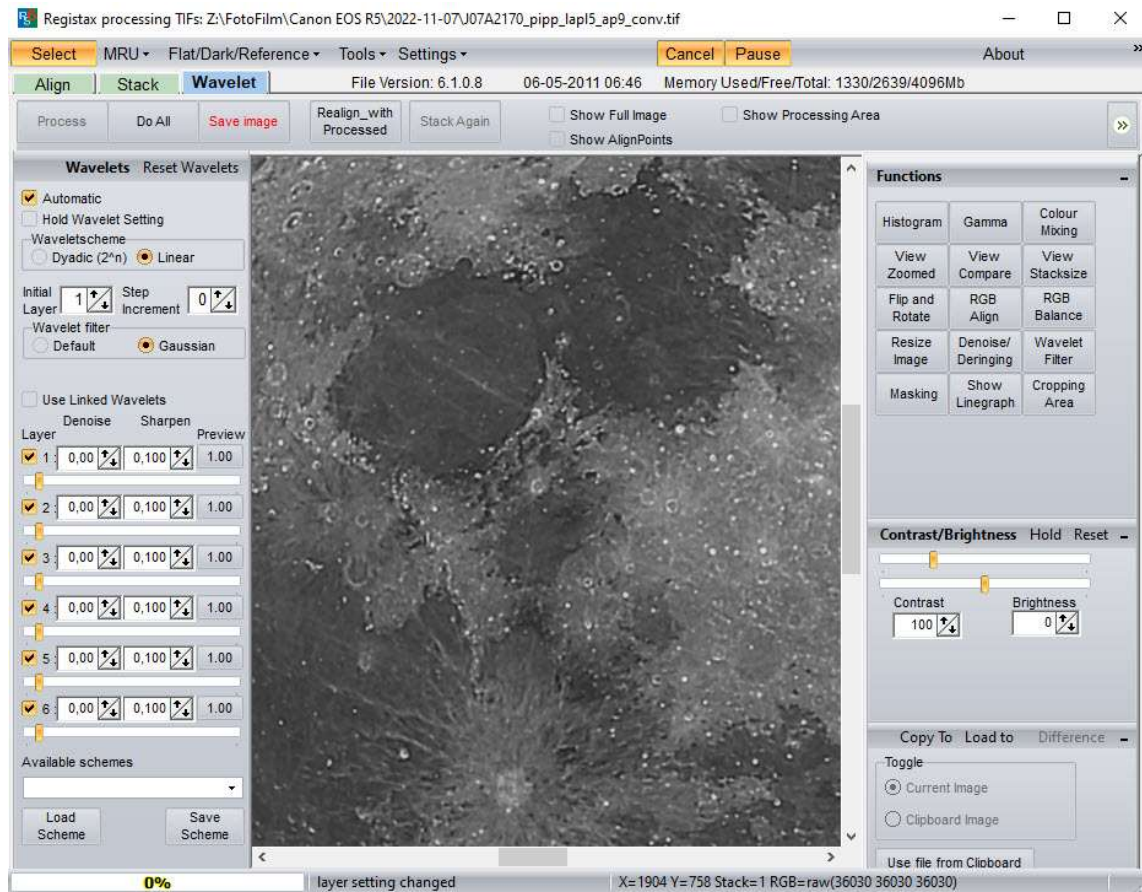 Registax processing TIFs: Z:\FotoFilm\Canon EOS R5\2022-11-07\J07A2170_pipp_lapl5_ap9_conv.tif
Select MRU Flat/Dark/Reference Tools Settings Cancel Pause About »
Align Stack Wavelet File Version: 6.1.0.8 06-05-2011 06:46 Memory Used/Free/Total: 1330/2639/4096Mb
Process Do All Save image Realign_with Processed Stack Again Show Full Image Show Processing Area
Show AlignPoints
»
Wavelets Reset Wavelets
Automatic
Hold Wavelet Setting
Waveletscheme
Dyadic (2^n) Linear
Initial Layer 1 Step Increment 0
Wavelet filter
Default Gaussian
Use Linked Wavelets
Denoise Sharpen
Layer Preview
1 : 0,00 0,100 1.00
2 : 0,00 0,100 1.00
3 : 0,00 0,100 1.00
4 : 0,00 0,100 1.00
5 : 0,00 0,100 1.00
6 : 0,00 0,100 1.00
Available schemes
Load Scheme Save Scheme
Functions
Histogram Gamma Colour Mixing
View Zoomed View Compare View Stacksize
Flip and Rotate RGB Align RGB Balance
Resize Image Denoise/ Deringing Wavelet Filter
Masking Show Linegraph Cropping Area
Contrast/Brightness Hold Reset
Contrast Brightness
100 0
Copy To Load to Difference
Toggle
Current Image
Clipboard Image
Use file from Clipboard
0% layer setting changed X=1904 Y=758 Stack=1 RGB=raw(36030 36030 36030)